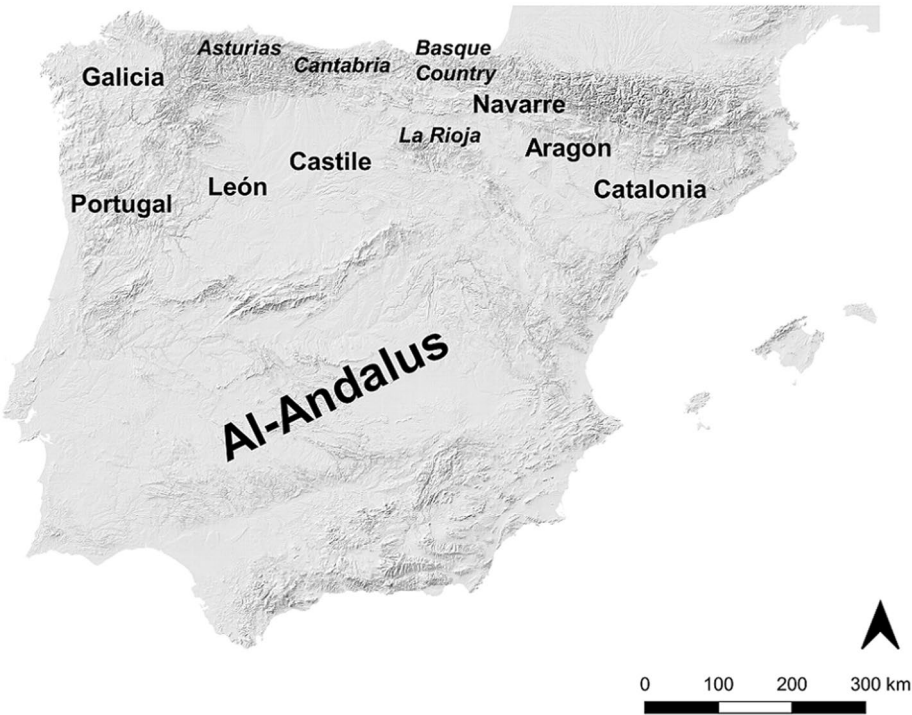 Asturias
Basque
Country
Cantabria
Galicia
Navarre
La Rioja
Aragon
Castile
León
Catalonia
Portugal
Al-Andalus
0 100 200 300 km